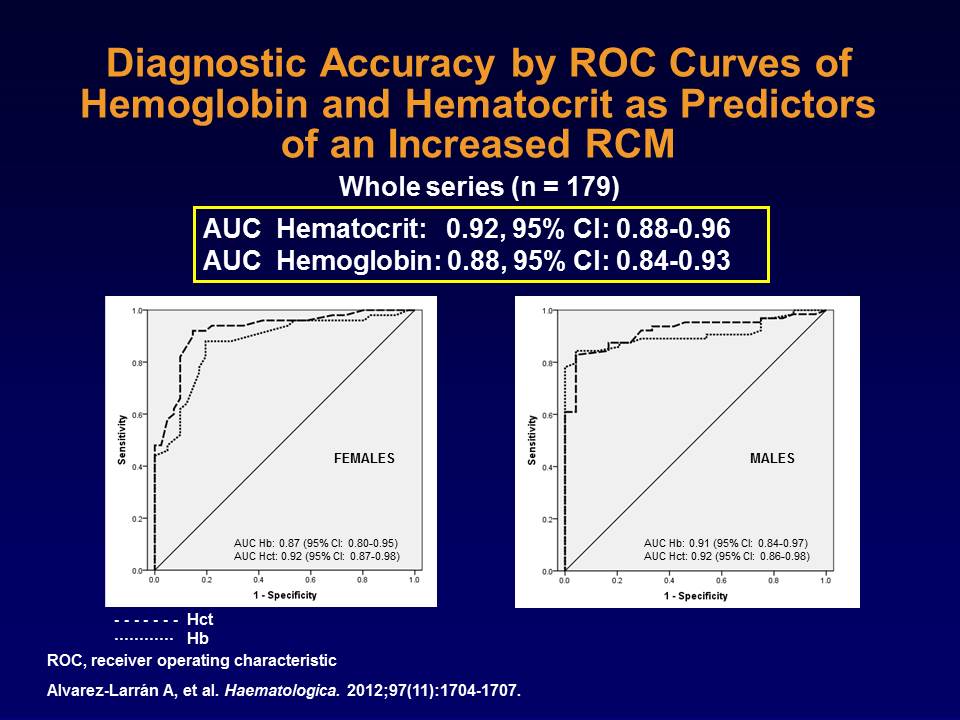 Diagnostic Accuracy by ROC Curves of
Hemoglobin and Hematocrit as Predictors
of an Increased RCM
Whole series (n = 179)
AUC Hematocrit: 0.92, 95% CI: 0.88-0.96
AUC Hemoglobin: 0.88, 95% CI: 0.84-0.93
1.0
0.8
0.6
0.4
0.2
0.0
Sensitivity
FEMALES
AUC Hb: 0.87 (95% CI: 0.80-0.95)
AUC Hct: 0.92 (95% CI: 0.87-0.98)
0.0 0.2 0.4 0.6 0.8 1.0
1 - Specificity
1.0
0.8
0.6
0.4
0.2
0.0
Sensitivity
MALES
AUC Hb: 0.91 (95% CI: 0.84-0.97)
AUC Hct: 0.92 (95% CI: 0.86-0.98)
0.0 0.2 0.4 0.6 0.8 1.0
1 - Specificity
Hct
Hb
ROC, receiver operating characteristic
Alvarez-Larrán A, et al. Haematologica. 2012;97(11):1704-1707.